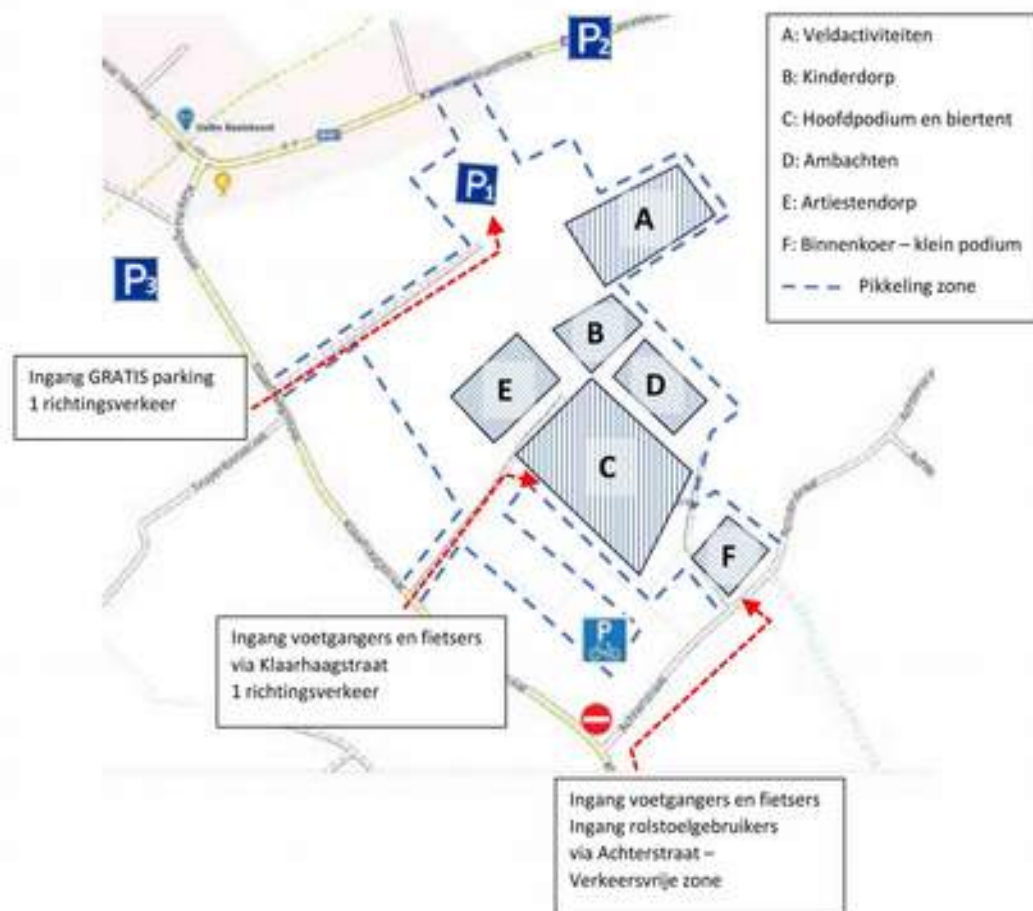 P2
A: Veldactiviteiten
B: Kinderdorp
C: Hoofdpodium en biertent
D: Ambachten
E: Artiestendorp
F: Binnenkoer – klein podium
Pikkeling zone
P1
A
P3
B
E
D
Ingang GRATIS parking
1 richtingsverkeer
C
F
Klaarhaagstraat
Achterstraat
P
Ingang voetgangers en fietsers
via Klaarhaagstraat
1 richtingsverkeer
Ingang voetgangers en fietsers
Ingang rolstoelgebruikers
via Achterstraat –
Verkeersvrije zone